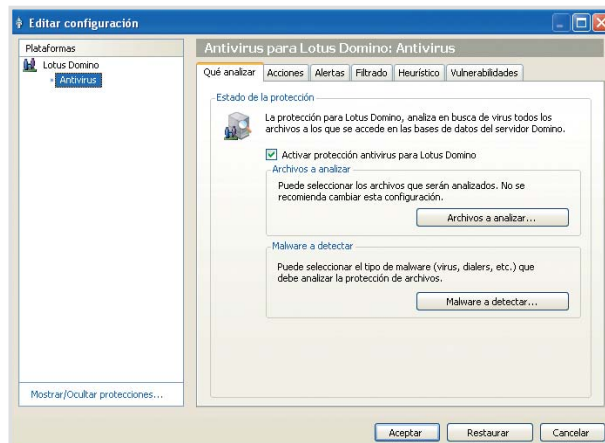 Editar configuración
Plataformas
Lotus Domino
Antivirus
Mostrar/Ocultar protecciones...
Antivirus para Lotus Domino: Antivirus
Qué analizar Acciones Alertas Filtrado Heurístico Vulnerabilidades
Estado de la protección
La protección para Lotus Domino, analiza en busca de virus todos los
archivos a los que se accede en las bases de datos del servidor Domino.
Activar protección antivirus para Lotus Domino
Archivos a analizar
Puede seleccionar los archivos que serán analizados. No se
recomienda cambiar esta configuración.
Archivos a analizar...
Malware a detectar
Puede seleccionar el tipo de malware (virus, dialers, etc.) que
debe analizar la protección de archivos.
Malware a detectar...
Aceptar Restaurar Cancelar